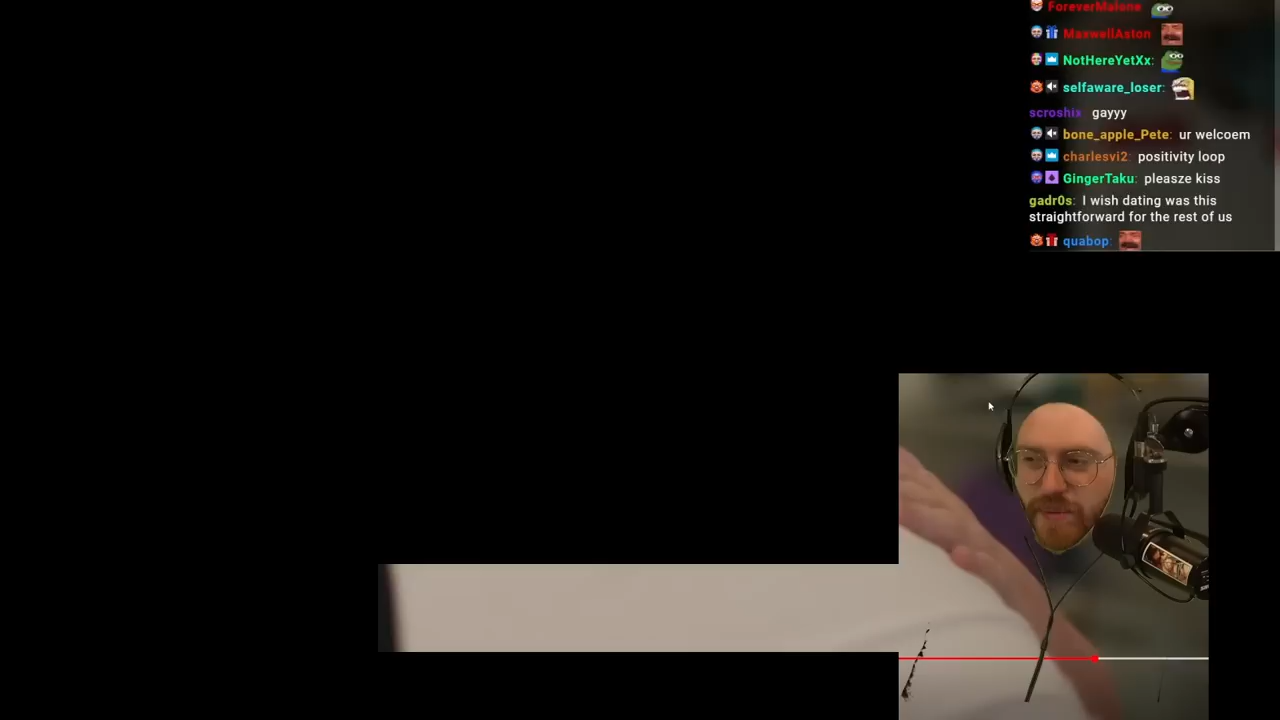 ForeverMalone
MaxwellAston
NotHereYetXx:
selfaware_loser:
scroshix gayyy
bone_apple_Pete: ur welcoem
charlesvi2: positivity loop
GingerTaku: pleasze kiss
gadr0s: I wish dating was this
straightforward for the rest of us
quabop: